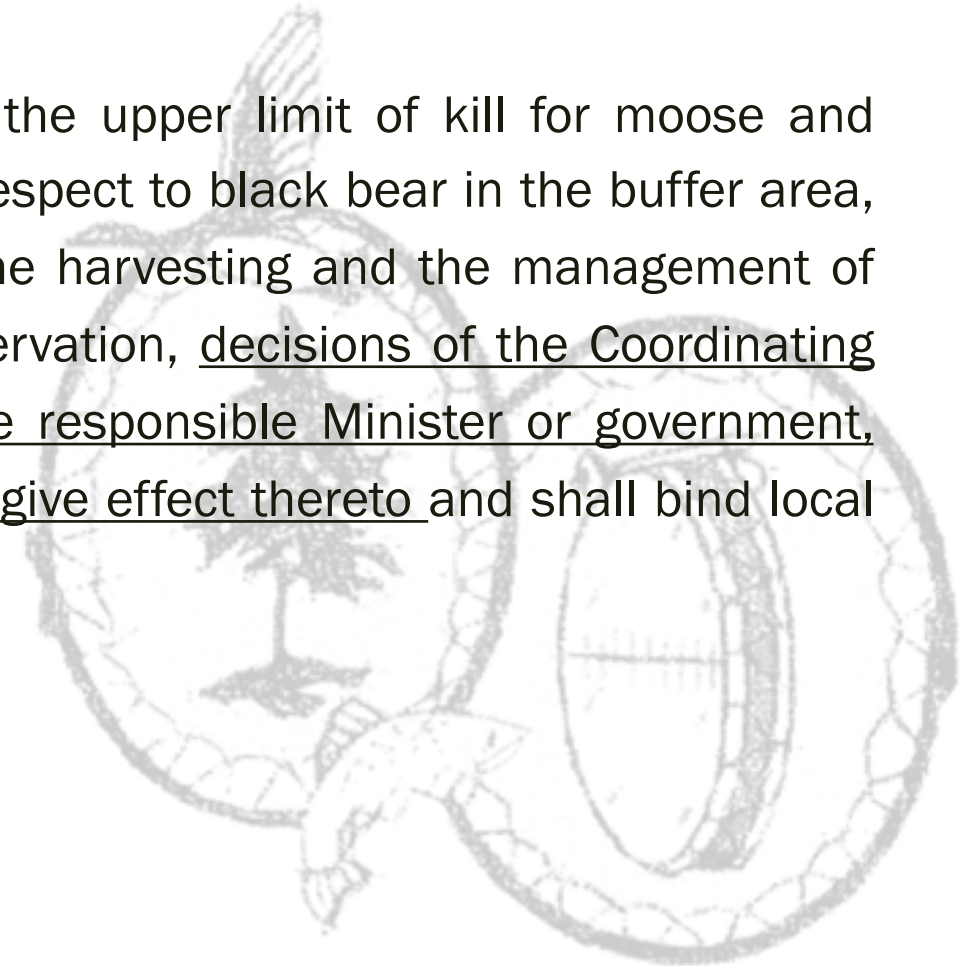 the upper limit of kill for moose and
espect to black bear in the buffer area,
ne harvesting and the management of
ervation, decisions of the Coordinating
e responsible Minister or government,
give effect thereto and shall bind local